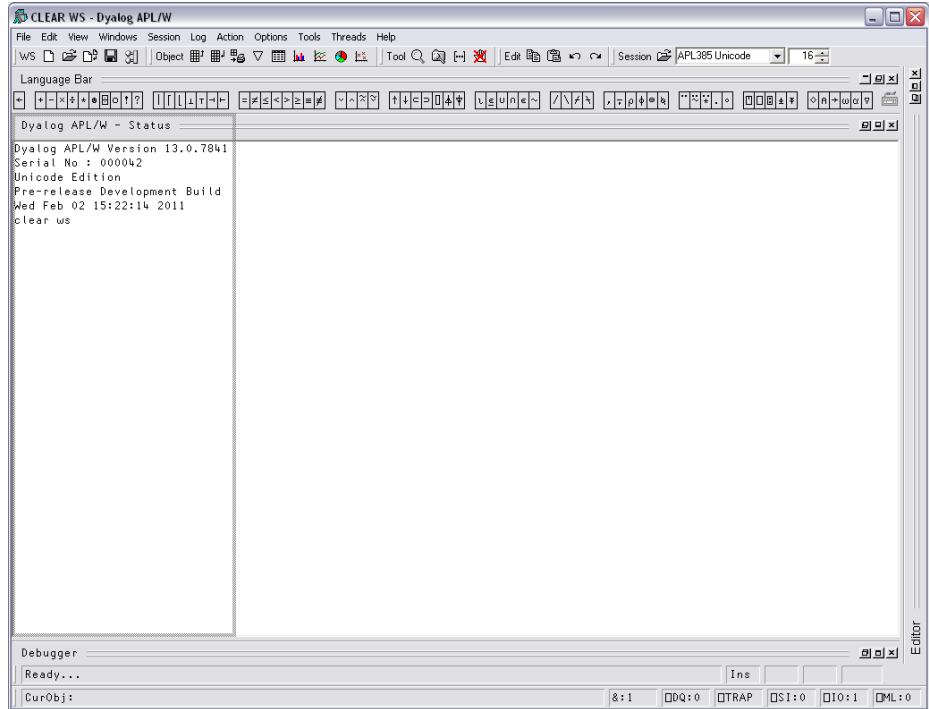 CLEAR WS - Dyalog APL/W
File Edit View Windows Session Log Action Options Tools Threads Help
WS Object Tool Edit Session APL385 Unicode 16
Language Bar
← + - × ÷ * ⍟ ⌹ ○ ! ? | ⌈ ⌊ ⊥ ⊤ ⊣ ⊢ = ≠ ≤ < > ≥ ≡ ≢ ∨ ∧ ⍲ ⍱ ↑ ↓ ⊂ ⊃ ⌷ ⍋ ⍒ ⍳ ⍷ ∪ ∩ ∊ ~ / \ ⌿ ⍀ , ⍪ ⍴ ⌽ ⊖ ⍉ ¨ ⍨ ⍣ . ∘ ⍞ ⎕ ⍠ ⍎ ⍕ ⋄ ⍝ → ⍵ ⍺ ∇
Dyalog APL/W - Status
Dyalog APL/W Version 13.0.7841
Serial No : 000042
Unicode Edition
Pre-release Development Build
Wed Feb 02 15:22:14 2011
clear ws
Editor
Debugger
Ready...
Ins
CurObj:
&:1 ⎕DQ:0 ⎕TRAP ⎕SI:0 ⎕IO:1 ⎕ML:0